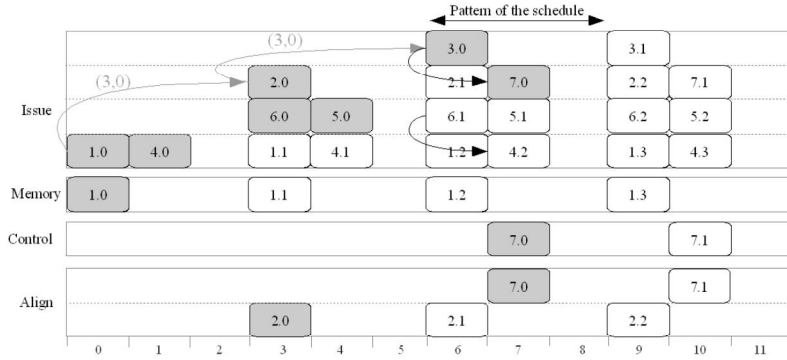 Pattern of the schedule
(3,0) 3.0 3.1
(3,0) 2.0 2.1 7.0 2.2 7.1
Issue 6.0 5.0 6.1 5.1 6.2 5.2
1.0 4.0 1.1 4.1 1.2 4.2 1.3 4.3
Memory 1.0 1.1 1.2 1.3
Control 7.0 7.1
7.0 7.1
Align 2.0 2.1 2.2
0 1 2 3 4 5 6 7 8 9 10 11